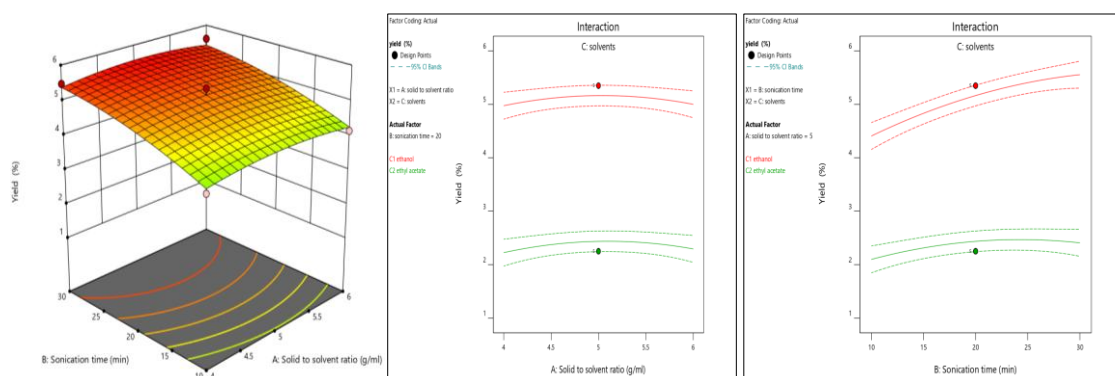 6
5
4
3
2
1
Yield (%)
30
25
20
15
10
4
4.5
5
5.5
6
B: Sonication time (min)
A: Solid to solvent ratio (g/ml)
Factor Coding: Actual
yield (%)
Design Points
95% CI Bands
X1 = A: solid to solvent ratio
X2 = C: solvents
Actual Factor
B: sonication time = 20
C1 ethanol
C2 ethyl acetate
Interaction
C: solvents
6
5
4
3
2
1
Yield (%)
4
4.5
5
5.5
6
A: Solid to solvent ratio (g/ml)
Factor Coding: Actual
yield (%)
Design Points
95% CI Bands
X1 = B: sonication time
X2 = C: solvents
Actual Factor
A: solid to solvent ratio = 5
C1 ethanol
C2 ethyl acetate
Interaction
C: solvents
6
5
4
3
2
1
Yield (%)
10
15
20
25
30
B: Sonication time (min)